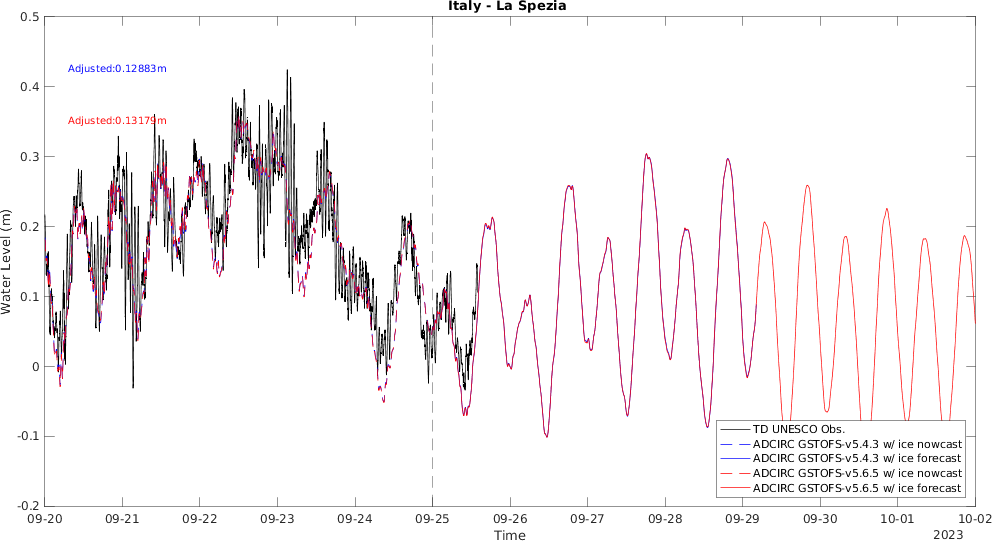 Italy - La Spezia
0.5
0.4
0.3
0.2
0.1
0
-0.1
-0.2
Water Level (m)
Adjusted:0.12883m
Adjusted:0.13179m
TD UNESCO Obs.
ADCIRC GSTOFS-v5.4.3 w/ ice nowcast
ADCIRC GSTOFS-v5.4.3 w/ ice forecast
ADCIRC GSTOFS-v5.6.5 w/ ice nowcast
ADCIRC GSTOFS-v5.6.5 w/ ice forecast
09-20 09-21 09-22 09-23 09-24 09-25 09-26 09-27 09-28 09-29 09-30 10-01 10-02
Time
2023